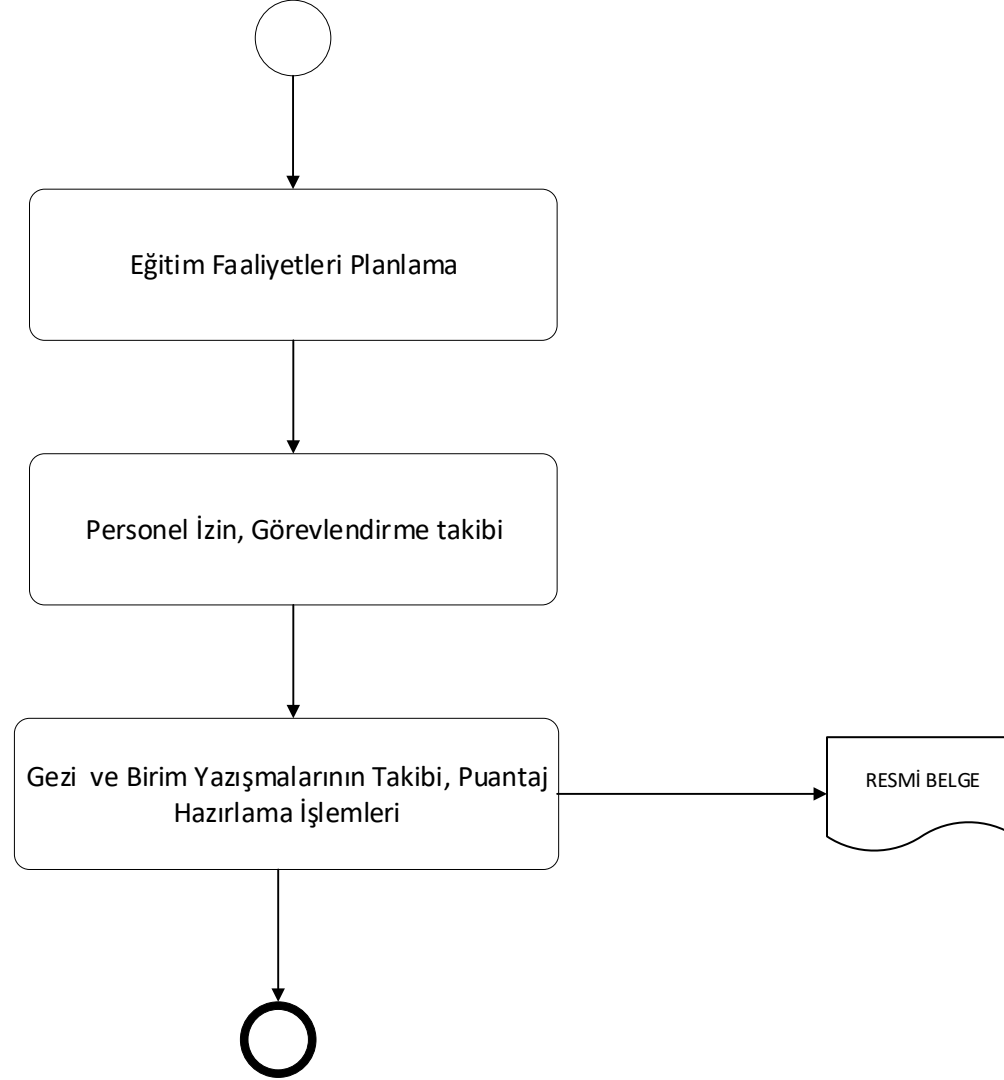 Eğitim Faaliyetleri Planlama
Personel İzin, Görevlendirme takibi
Gezi  ve Birim Yazışmalarının Takibi, Puantaj
Hazırlama İşlemleri
RESMİ BELGE